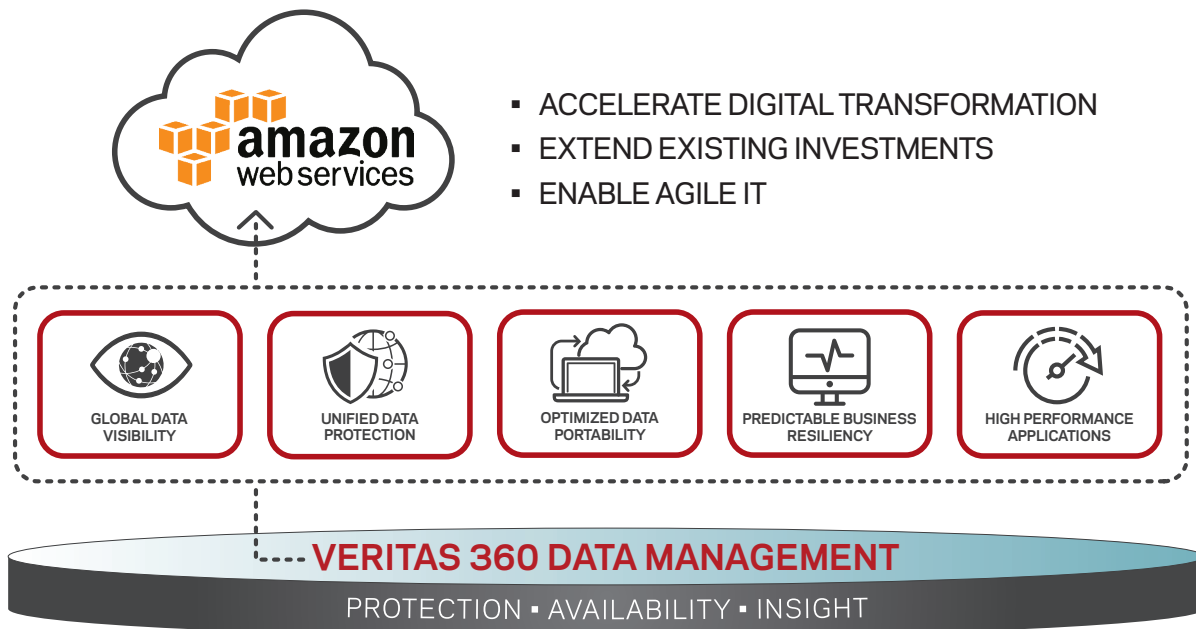 amazon
web services
▪ ACCELERATE DIGITAL TRANSFORMATION
▪ EXTEND EXISTING INVESTMENTS
▪ ENABLE AGILE IT
GLOBAL DATA
VISIBILITY
UNIFIED DATA
PROTECTION
OPTIMIZED DATA
PORTABILITY
PREDICTABLE BUSINESS
RESILIENCY
HIGH PERFORMANCE
APPLICATIONS
VERITAS 360 DATA MANAGEMENT
PROTECTION ▪ AVAILABILITY ▪ INSIGHT